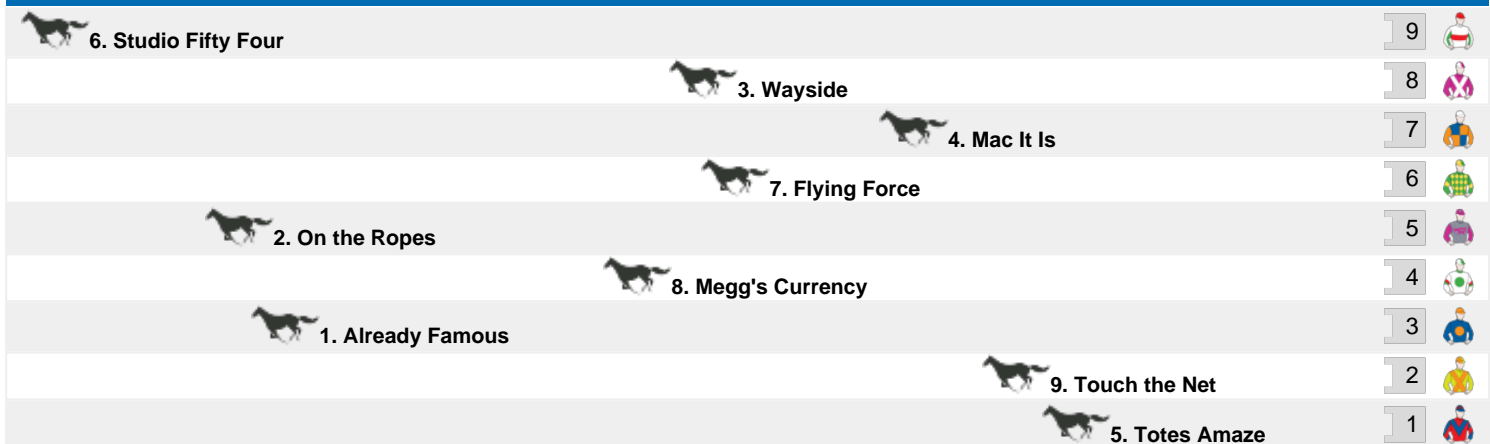 6. Studio Fifty Four 9
3. Wayside 8
4. Mac It Is 7
7. Flying Force 6
2. On the Ropes 5
8. Megg's Currency 4
1. Already Famous 3
9. Touch the Net 2
5. Totes Amaze 1